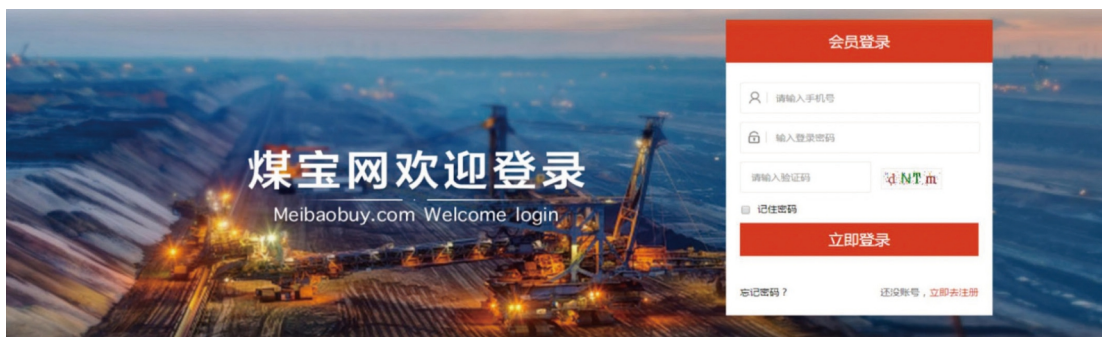 煤宝网欢迎登录
Meibaobuy.com Welcome login
会员登录
请输入手机号
输入登录密码
请输入验证码
dNTm
记住密码
立即登录
忘记密码？
还没账号，立即去注册